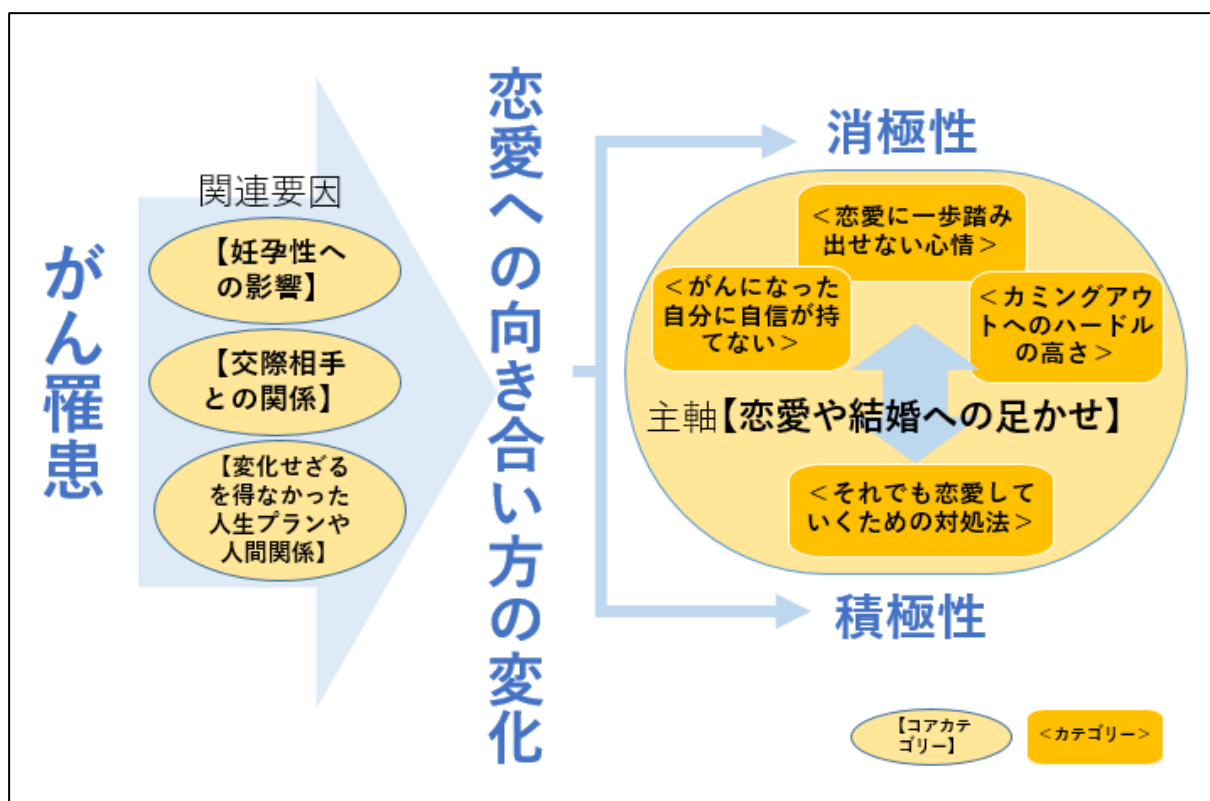 がん罹患
関連要因
【妊孕性へ
の影響】
【交際相手
との関係】
【変化せざる
を得なかった
人生プランや
人間関係】
恋愛への向き合い方の変化
消極性
＜恋愛に一歩踏み
出せない心情＞
＜がんになった
自分に自信が持
てない＞
＜カミングアウ
トへのハードル
の高さ＞
主軸【恋愛や結婚への足かせ】
＜それでも恋愛して
いくための対処法＞
積極性
【コアカテ
ゴリー】
＜カテゴリー＞